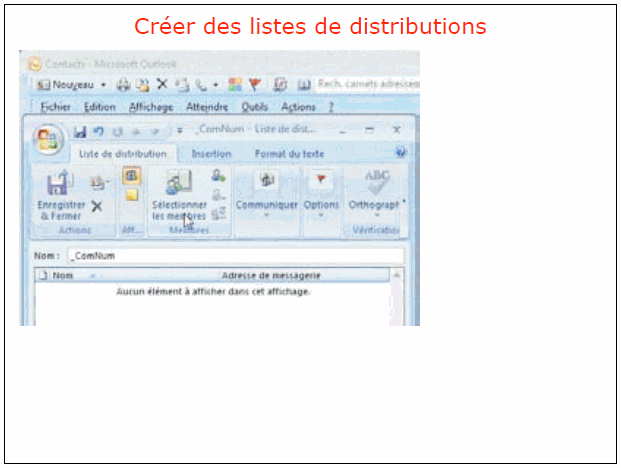 Créer des listes de distributions
Contacts - Microsoft Outlook
Nouveau Rech. carnets adresses
Fichier Edition Affichage Atteindre Outils Actions ?
_ComNum - Liste de dist...
Liste de distribution Insertion Format du texte
Enregistrer & Fermer Sélectionner les membres Communiquer Options Orthograph
Actions Aff... Membres Vérificatio
Nom : _ComNum
Nom Adresse de messagerie
Aucun élément à afficher dans cet affichage.